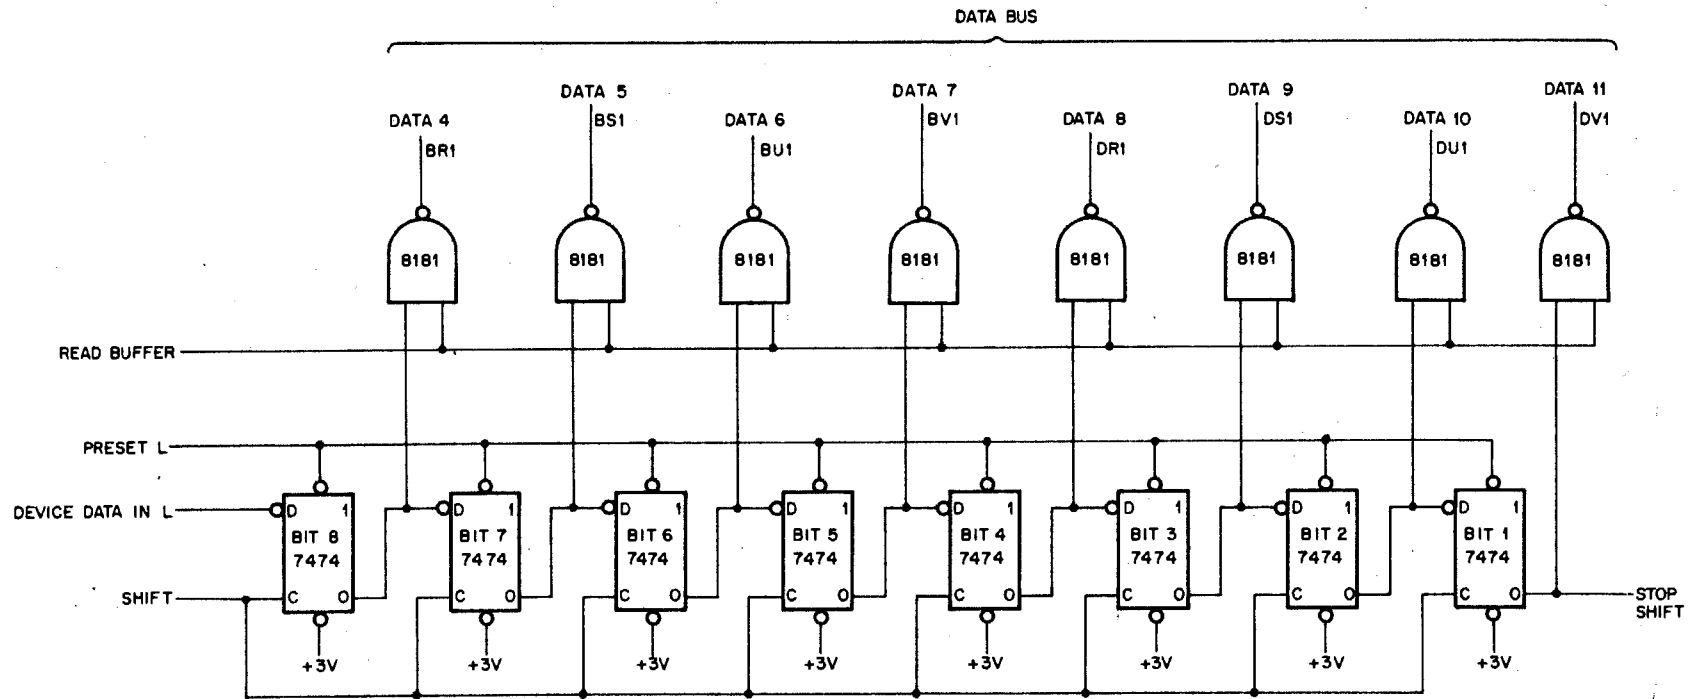 DATA BUS
DATA 4
BR1
DATA 5
BS1
DATA 6
BU1
DATA 7
BV1
DATA 8
DR1
DATA 9
DS1
DATA 10
DU1
DATA 11
DV1
8181
8181
8181
8181
8181
8181
8181
8181
READ BUFFER
PRESET L
DEVICE DATA IN L
SHIFT
D 1
BIT 8
7474
C 0
+3V
D 1
BIT 7
7474
C 0
+3V
D 1
BIT 6
7474
C 0
+3V
D 1
BIT 5
7474
C 0
+3V
D 1
BIT 4
7474
C 0
+3V
D 1
BIT 3
7474
C 0
+3V
D 1
BIT 2
7474
C 0
+3V
D 1
BIT 1
7474
C 0
+3V
STOP
SHIFT